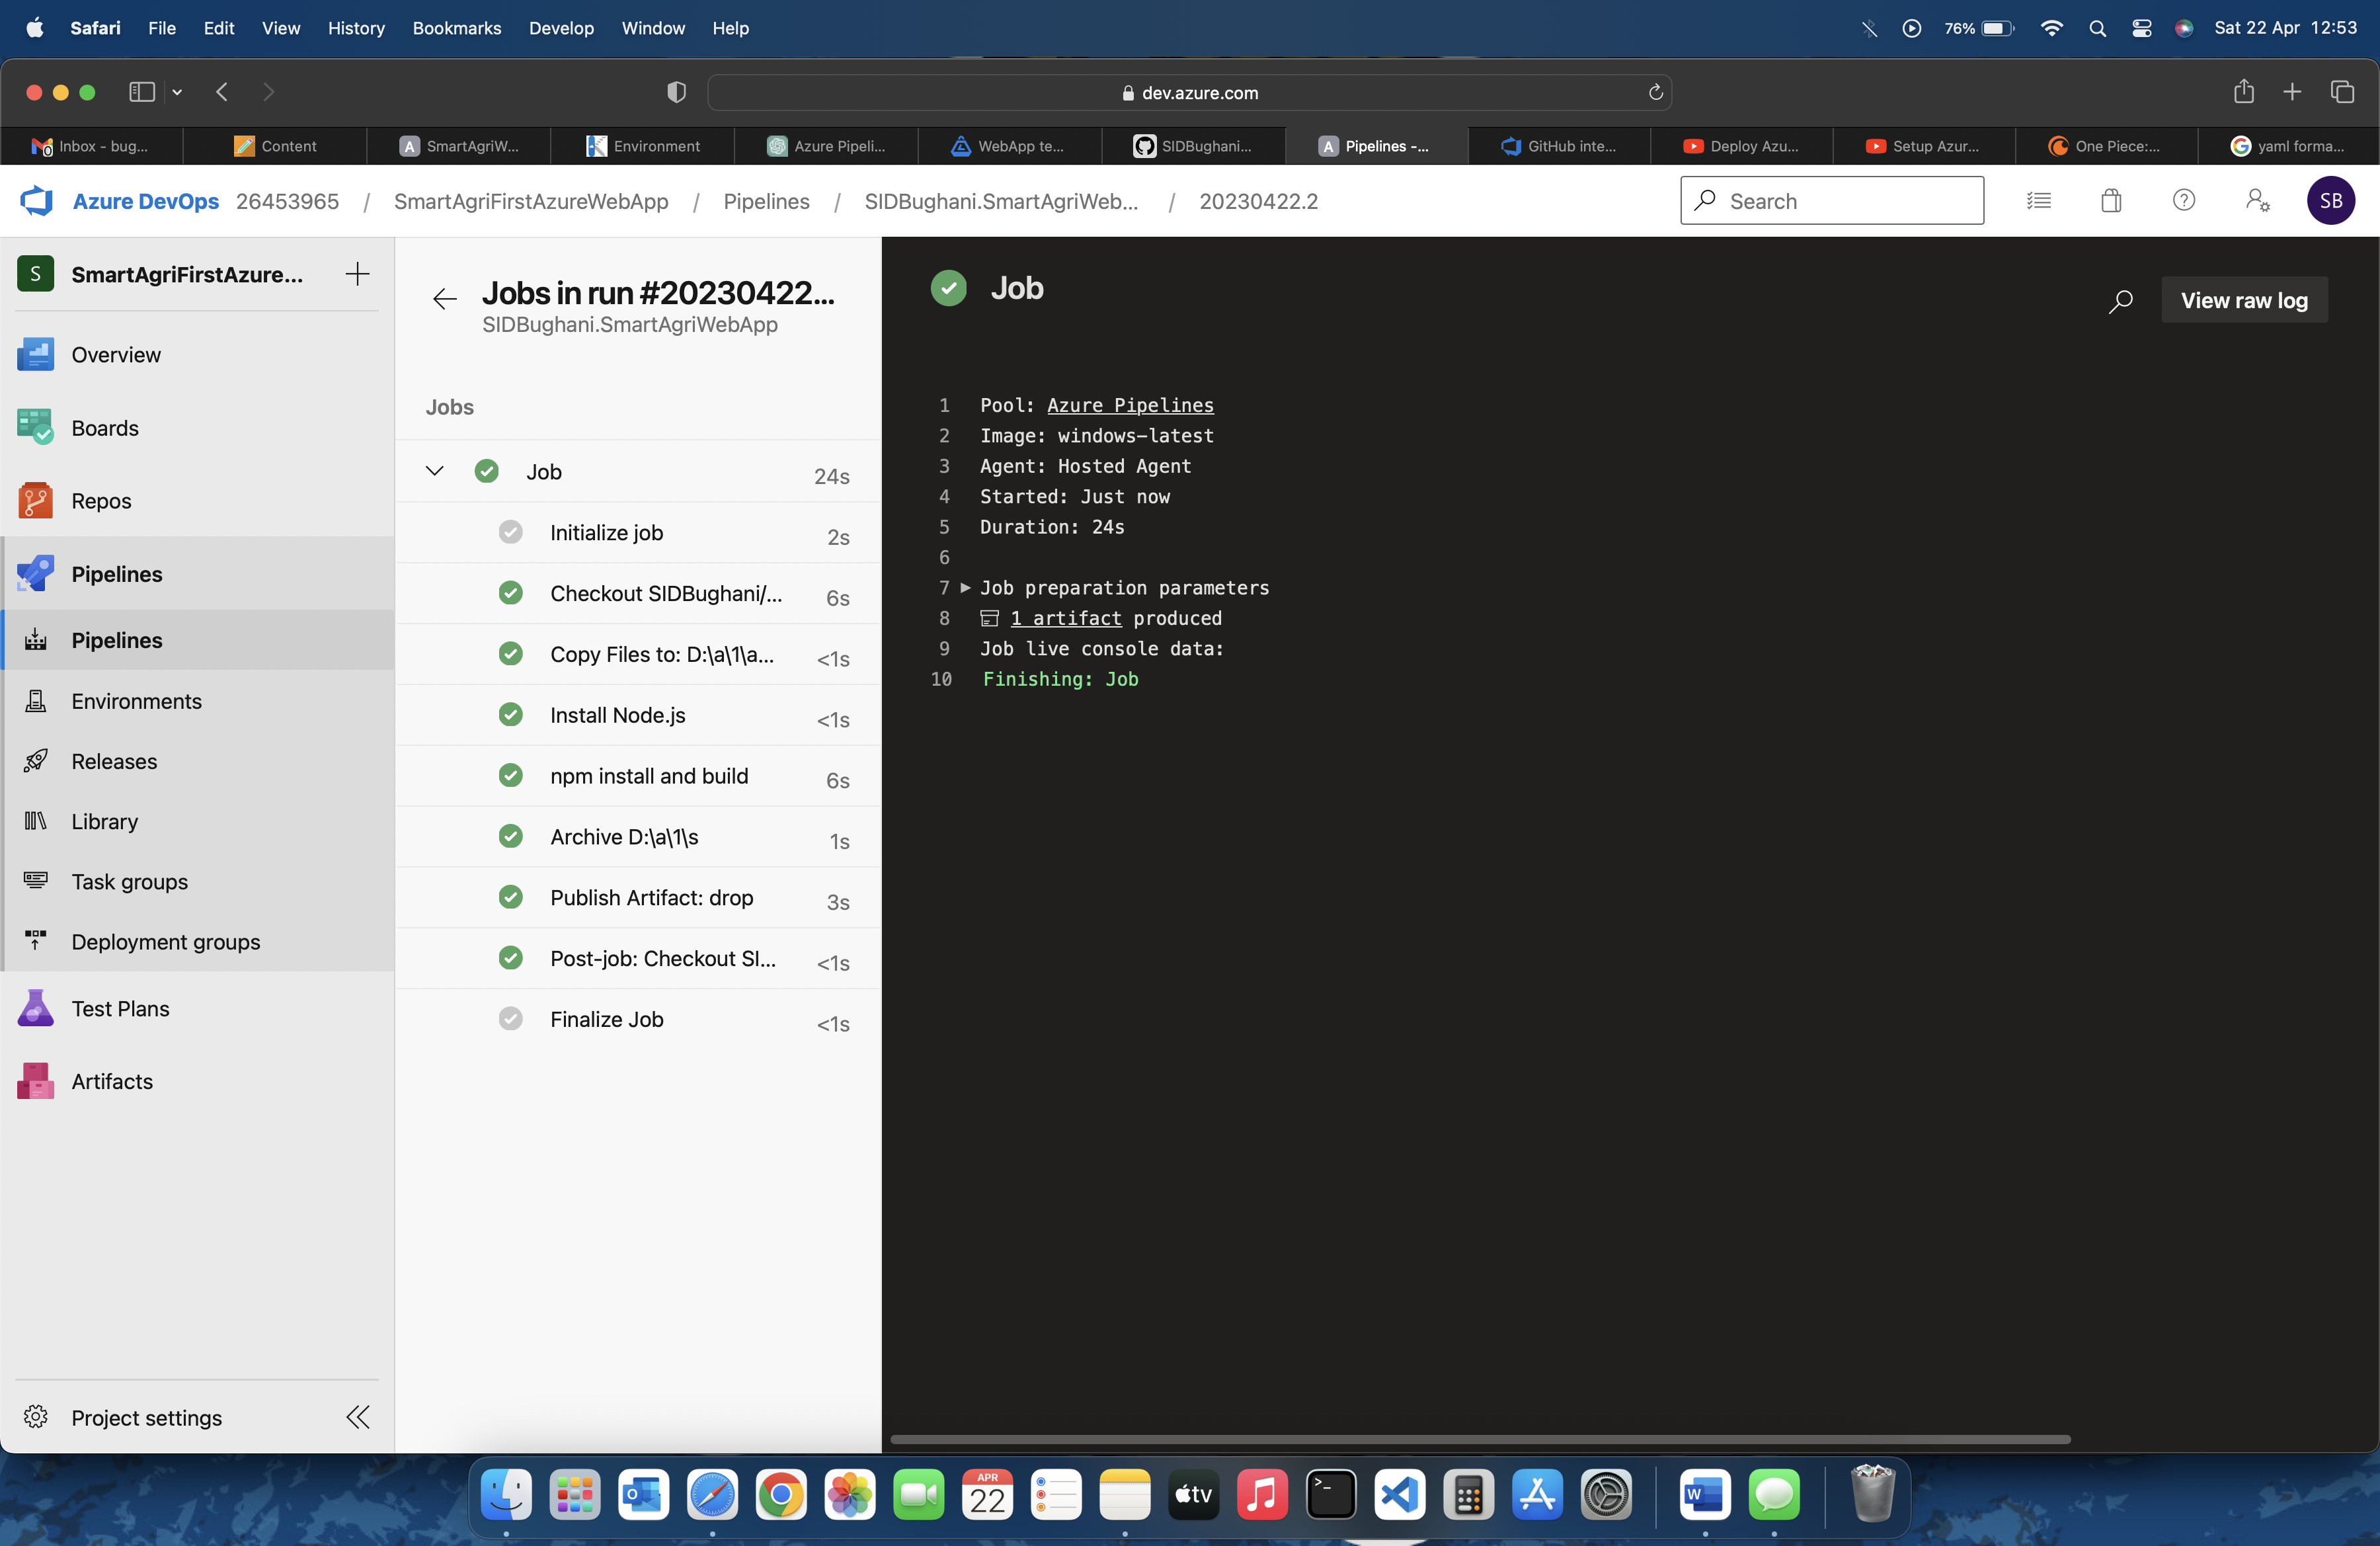 Safari File Edit View History Bookmarks Develop Window Help 76% Sat 22 Apr 12:53
dev.azure.com
Inbox - bug... Content SmartAgriW... Environment Azure Pipeli... WebApp te... SIDBughani... Pipelines -... GitHub inte... Deploy Azu... Setup Azur... One Piece:... yaml forma...
Azure DevOps 26453965 / SmartAgriFirstAzureWebApp / Pipelines / SIDBughani.SmartAgriWeb... / 20230422.2 Search SB
S SmartAgriFirstAzure...
Overview
Boards
Repos
Pipelines
Pipelines
Environments
Releases
Library
Task groups
Deployment groups
Test Plans
Artifacts
Project settings
Jobs in run #20230422...
SIDBughani.SmartAgriWebApp
Jobs
Job 24s
Initialize job 2s
Checkout SIDBughani/... 6s
Copy Files to: D:\a\1\a... <1s
Install Node.js <1s
npm install and build 6s
Archive D:\a\1\s 1s
Publish Artifact: drop 3s
Post-job: Checkout SI... <1s
Finalize Job <1s
Job
View raw log
1 Pool: Azure Pipelines
2 Image: windows-latest
3 Agent: Hosted Agent
4 Started: Just now
5 Duration: 24s
6
7 Job preparation parameters
8 1 artifact produced
9 Job live console data:
10 Finishing: Job
APR
22
tv